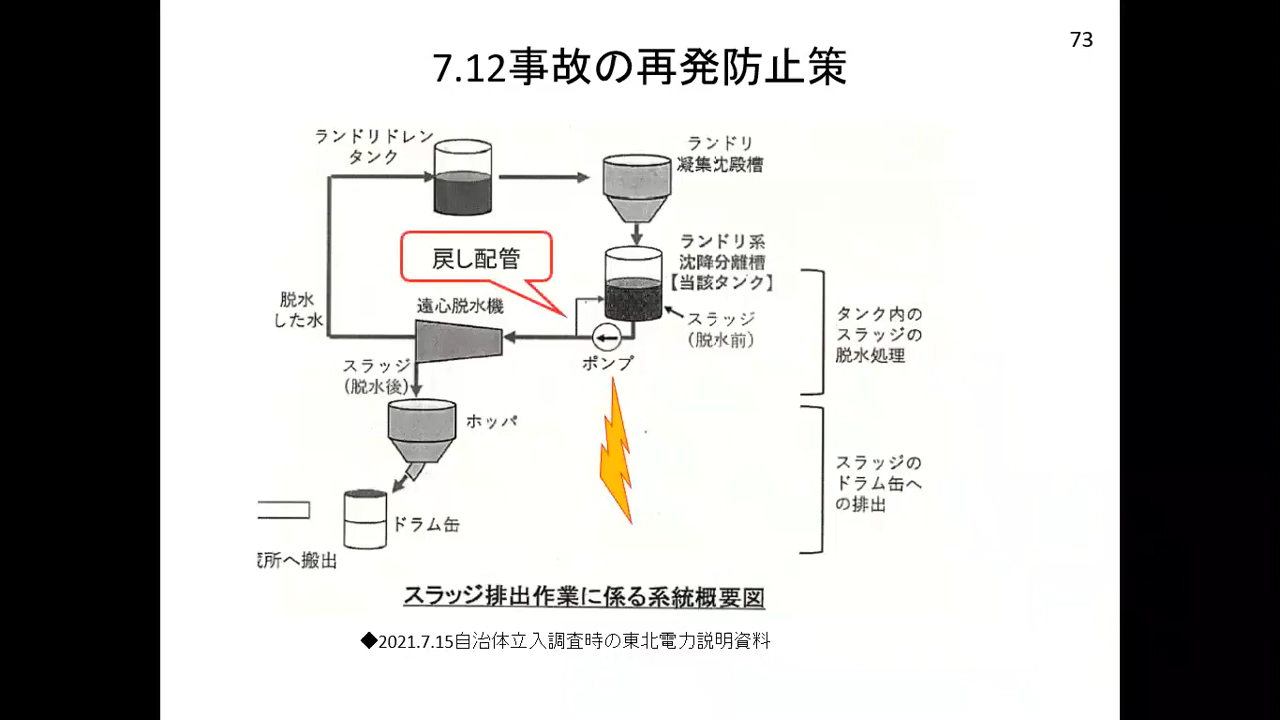 73
7.12事故の再発防止策
ランドリドレン
タンク
ランドリ
凝集沈殿槽
戻し配管
ランドリ系
沈降分離槽
【当該タンク】
脱水
した水
遠心脱水機
スラッジ
(脱水前)
ポンプ
タンク内の
スラッジの
脱水処理
スラッジ
(脱水後)
ホッパ
スラッジの
ドラム缶へ
の排出
ドラム缶
所へ搬出
スラッジ排出作業に係る系統概要図
◆2021.7.15自治体立入調査時の東北電力説明資料